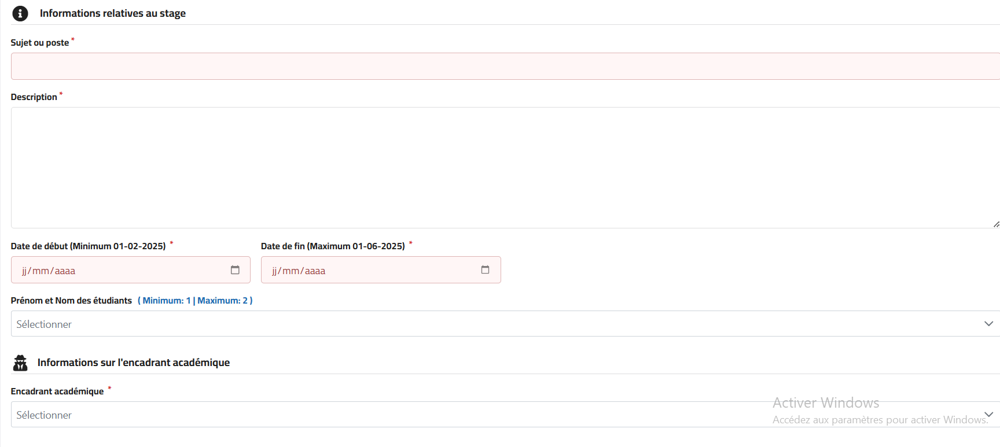 Informations relatives au stage
Sujet ou poste *
Description *
Date de début (Minimum 01-02-2025) * Date de fin (Maximum 01-06-2025) *
jj/mm/aaaa jj/mm/aaaa
Prénom et Nom des étudiants ( Minimum: 1 | Maximum: 2 )
Sélectionner
Informations sur l'encadrant académique
Encadrant académique *
Sélectionner
Activer Windows
Accédez aux paramètres pour activer Windows.